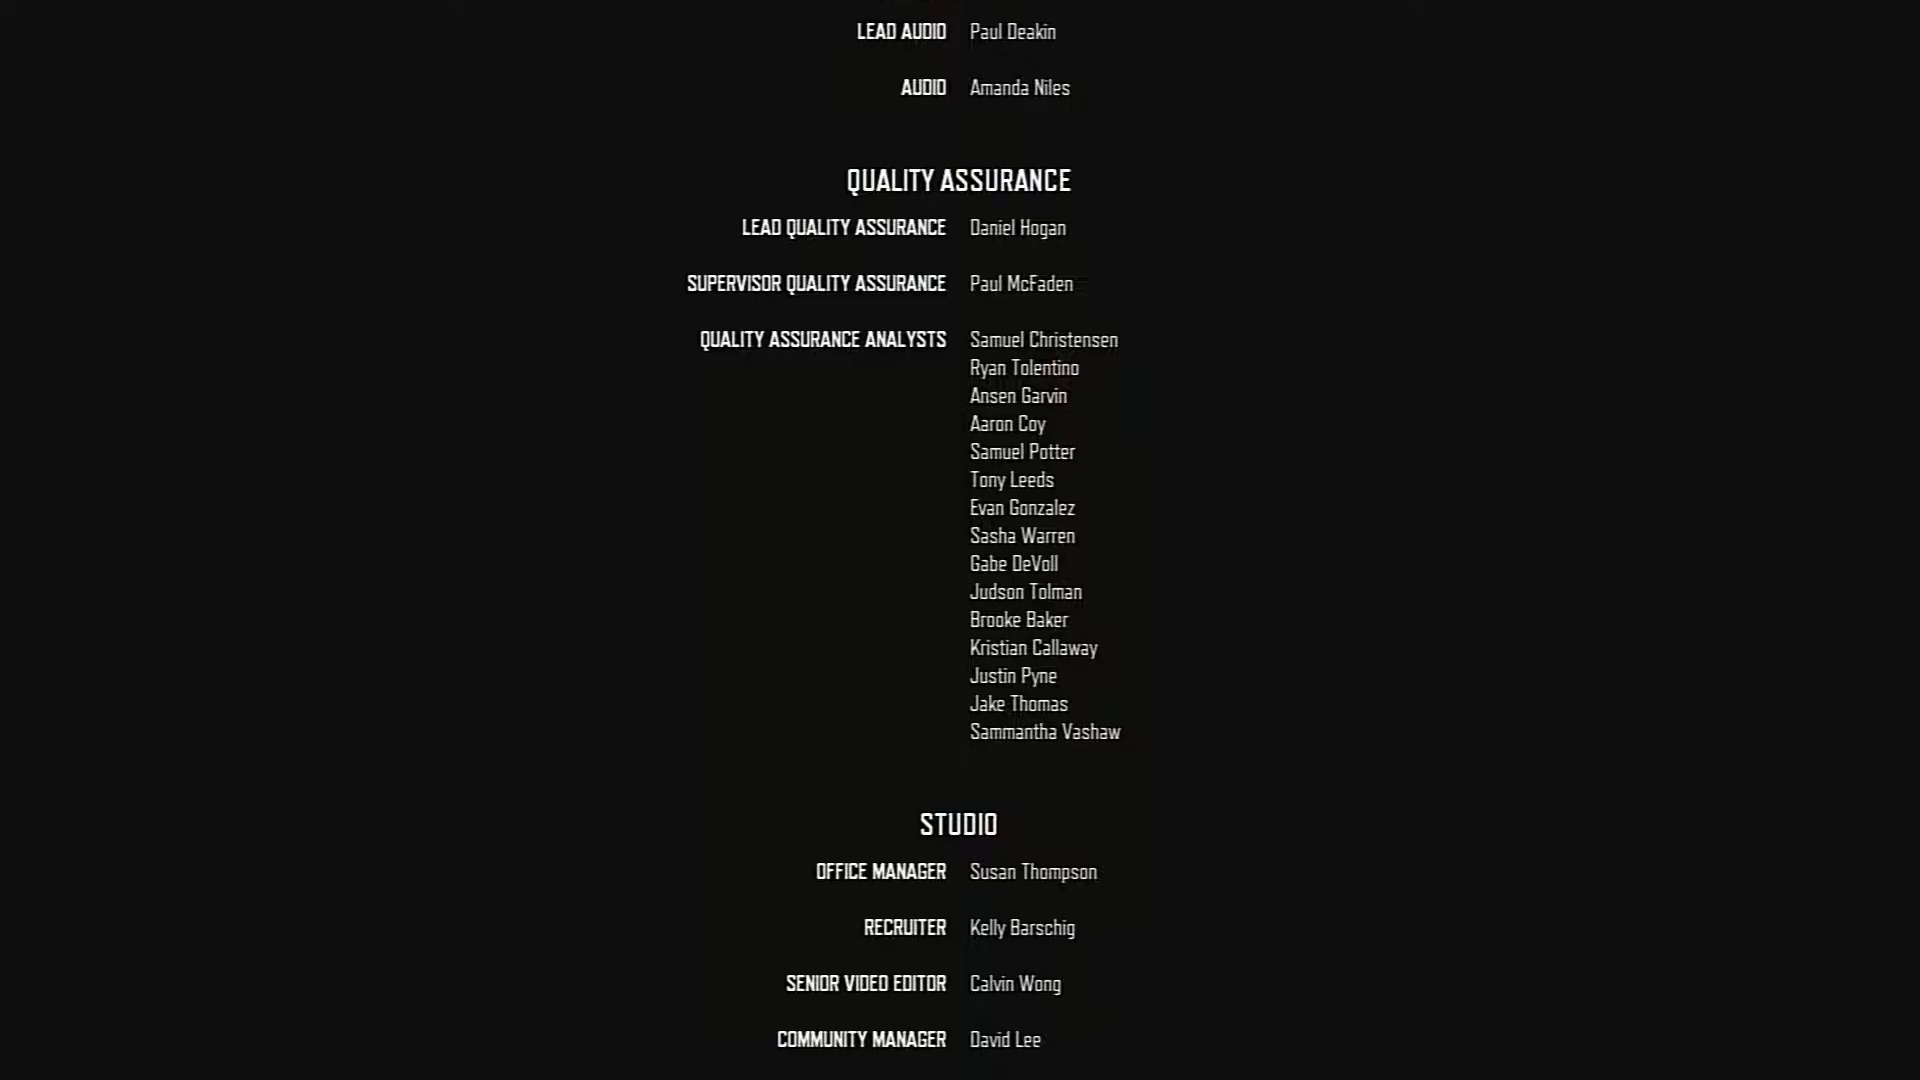 LEAD AUDIO Paul Deakin
AUDIO Amanda Niles
QUALITY ASSURANCE
LEAD QUALITY ASSURANCE Daniel Hogan
SUPERVISOR QUALITY ASSURANCE Paul McFaden
QUALITY ASSURANCE ANALYSTS Samuel Christensen
Ryan Tolentino
Ansen Garvin
Aaron Coy
Samuel Potter
Tony Leeds
Evan Gonzalez
Sasha Warren
Gabe DeVoll
Judson Tolman
Brooke Baker
Kristian Callaway
Justin Pyne
Jake Thomas
Sammantha Vashaw
STUDIO
OFFICE MANAGER Susan Thompson
RECRUITER Kelly Barschig
SENIOR VIDEO EDITOR Calvin Wong
COMMUNITY MANAGER David Lee